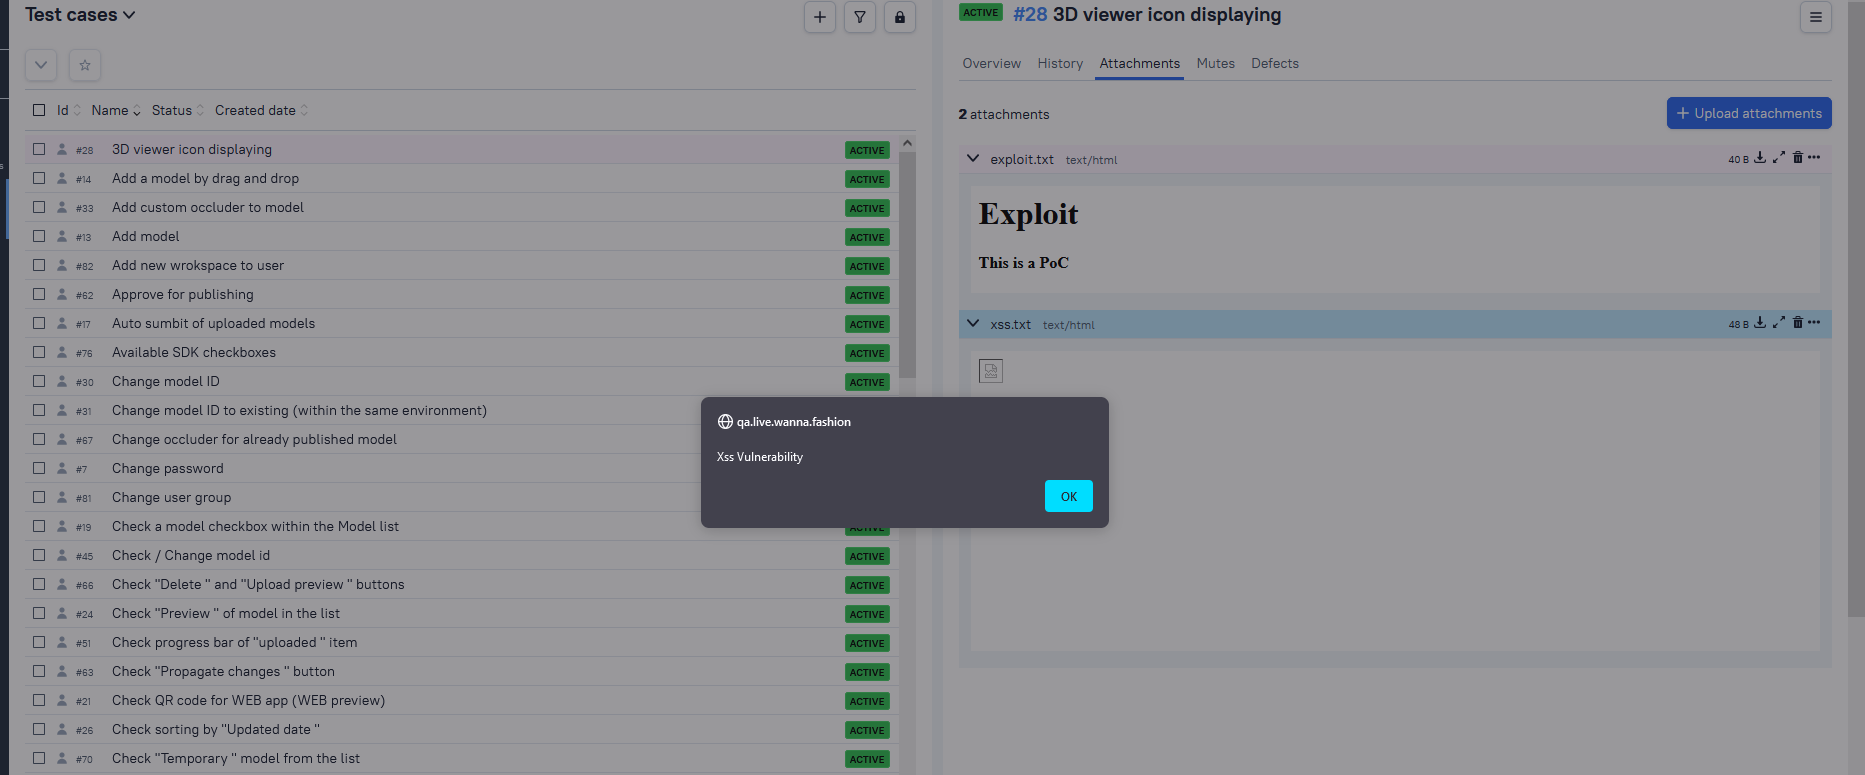 Test cases
Id Name Status Created date
#28 3D viewer icon displaying ACTIVE
#14 Add a model by drag and drop ACTIVE
#33 Add custom occluder to model ACTIVE
#13 Add model ACTIVE
#82 Add new wrokspace to user ACTIVE
#62 Approve for publishing ACTIVE
#17 Auto sumbit of uploaded models ACTIVE
#76 Available SDK checkboxes ACTIVE
#30 Change model ID ACTIVE
#31 Change model ID to existing (within the same environment)
#67 Change occluder for already published model
#7 Change password
#81 Change user group
#19 Check a model checkbox within the Model list ACTIVE
#45 Check / Change model id ACTIVE
#66 Check "Delete " and "Upload preview " buttons ACTIVE
#24 Check "Preview " of model in the list ACTIVE
#51 Check progress bar of "uploaded " item ACTIVE
#63 Check "Propagate changes " button ACTIVE
#21 Check QR code for WEB app (WEB preview) ACTIVE
#26 Check sorting by "Updated date " ACTIVE
#70 Check "Temporary " model from the list ACTIVE
ACTIVE #28 3D viewer icon displaying
Overview History Attachments Mutes Defects
2 attachments
+ Upload attachments
exploit.txt text/html 40 B
Exploit
This is a PoC
xss.txt text/html 48 B
qa.live.wanna.fashion
Xss Vulnerability
OK